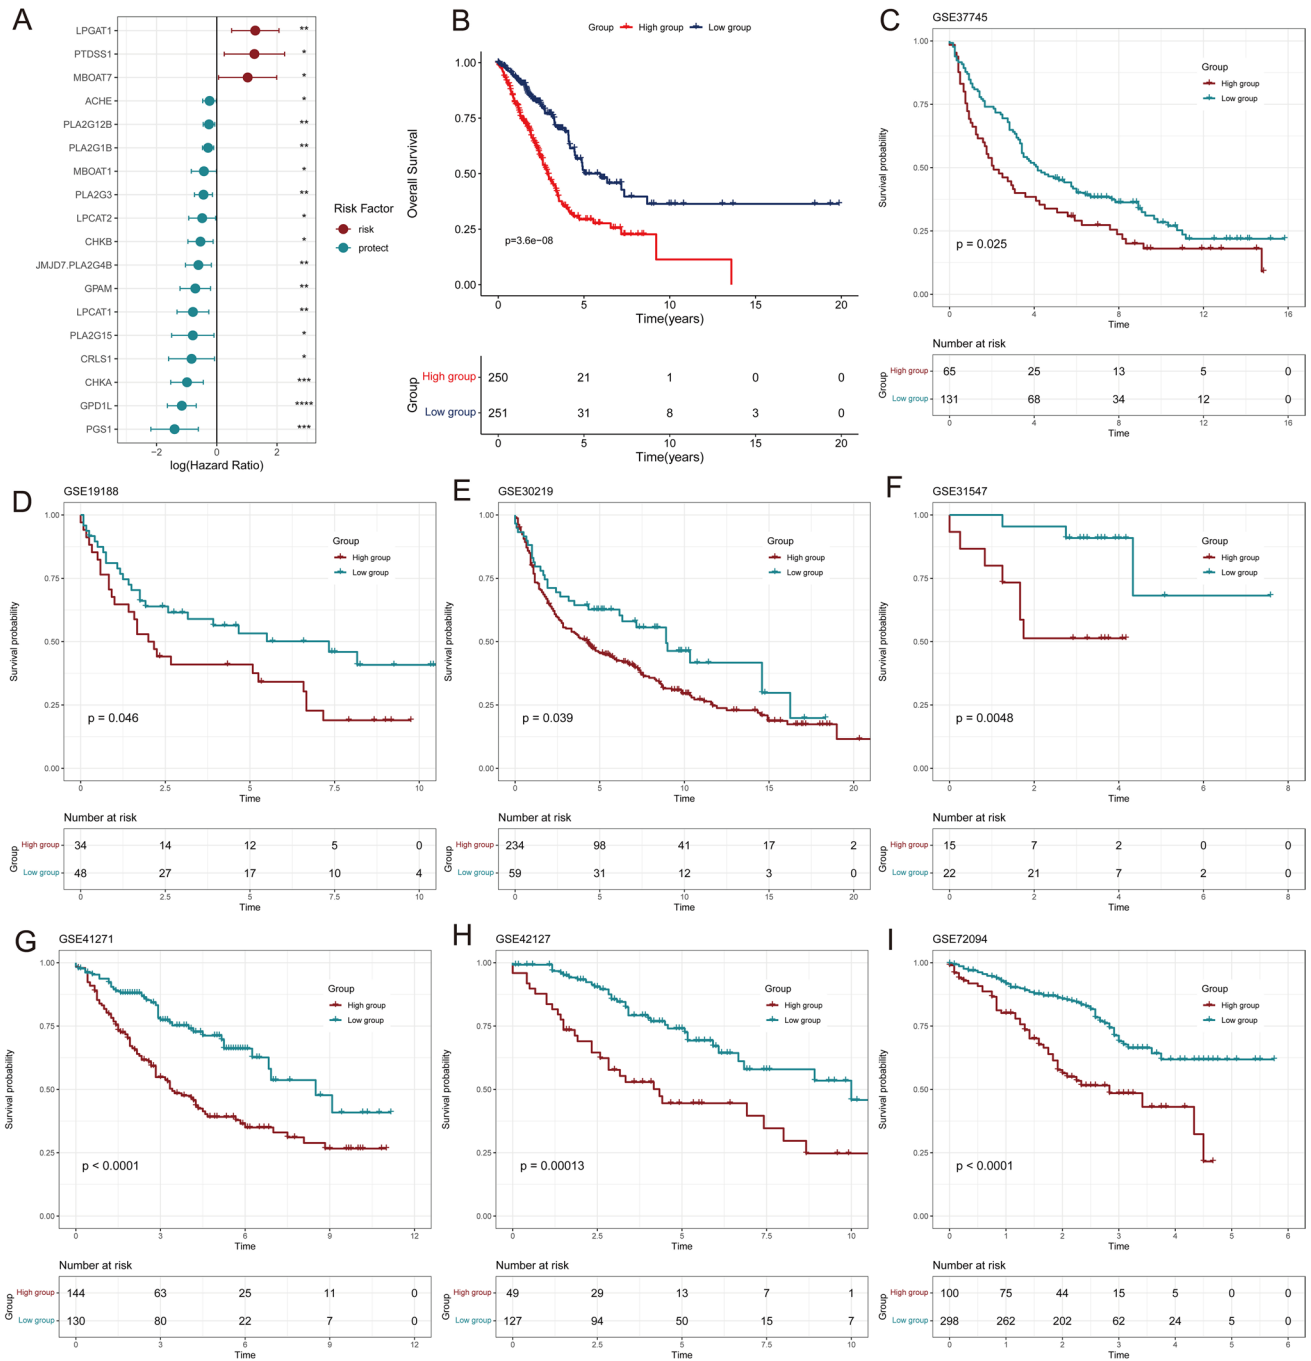 A
LPGAT1 **
PTDSS1 *
MBOAT7 *
ACHE *
PLA2G12B **
PLA2G1B **
MBOAT1 *
PLA2G3 **
LPCAT2 *
CHKB *
JMJD7.PLA2G4B **
GPAM **
LPCAT1 **
PLA2G15 *
CRLS1 *
CHKA ***
GPD1L ****
PGS1 ***
−2 0 2
log(Hazard Ratio)
Risk Factor
risk
protect
B
Group High group Low group
Overall Survival
1.00
0.75
0.50
0.25
0.00
p=3.6e−08
0 5 10 15 20
Time(years)
Group
High group 250 21 1 0 0
Low group 251 31 8 3 0
0 5 10 15 20
Time(years)
C
GSE37745
Survival probability
1.00
0.75
0.50
0.25
0.00
Group
High group
Low group
p = 0.025
0 4 8 12 16
Time
Number at risk
Group
High group 65 25 13 5 0
Low group 131 68 34 12 0
0 4 8 12 16
Time
D
GSE19188
Survival probability
1.00
0.75
0.50
0.25
0.00
Group
High group
Low group
p = 0.046
0 2.5 5 7.5 10
Time
Number at risk
Group
High group 34 14 12 5 0
Low group 48 27 17 10 4
0 2.5 5 7.5 10
Time
E
GSE30219
Survival probability
1.00
0.75
0.50
0.25
0.00
Group
High group
Low group
p = 0.039
0 5 10 15 20
Time
Number at risk
Group
High group 234 98 41 17 2
Low group 59 31 12 3 0
0 5 10 15 20
Time
F
GSE31547
Survival probability
1.00
0.75
0.50
0.25
0.00
Group
High group
Low group
p = 0.0048
0 2 4 6 8
Time
Number at risk
Group
High group 15 7 2 0 0
Low group 22 21 7 2 0
0 2 4 6 8
Time
G
GSE41271
Survival probability
1.00
0.75
0.50
0.25
0.00
Group
High group
Low group
p < 0.0001
0 3 6 9 12
Time
Number at risk
Group
High group 144 63 25 11 0
Low group 130 80 22 7 0
0 3 6 9 12
Time
H
GSE42127
Survival probability
1.00
0.75
0.50
0.25
0.00
Group
High group
Low group
p = 0.00013
0 2.5 5 7.5 10
Time
Number at risk
Group
High group 49 29 13 7 1
Low group 127 94 50 15 7
0 2.5 5 7.5 10
Time
I
GSE72094
Survival probability
1.00
0.75
0.50
0.25
0.00
Group
High group
Low group
p < 0.0001
0 1 2 3 4 5 6
Time
Number at risk
Group
High group 100 75 44 15 5 0 0
Low group 298 262 202 62 24 5 0
0 1 2 3 4 5 6
Time